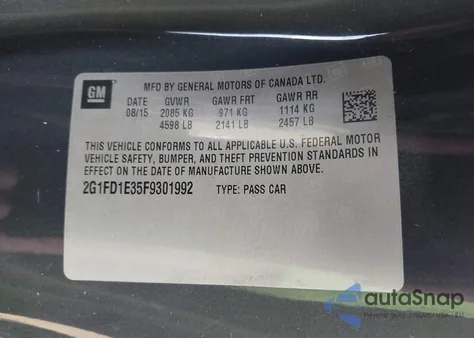 GM
MFD BY GENERAL MOTORS OF CANADA LTD.
DATE GVWR GAWR FRT GAWR RR
08/15 2085 KG 971 KG 1114 KG
4598 LB 2141 LB 2457 LB
THIS VEHICLE CONFORMS TO ALL APPLICABLE U.S. FEDERAL MOTOR
VEHICLE SAFETY, BUMPER, AND THEFT PREVENTION STANDARDS IN
EFFECT ON THE DATE OF MANUFACTURE SHOWN ABOVE.
2G1FD1E35F9301992 TYPE: PASS CAR
autoSnap